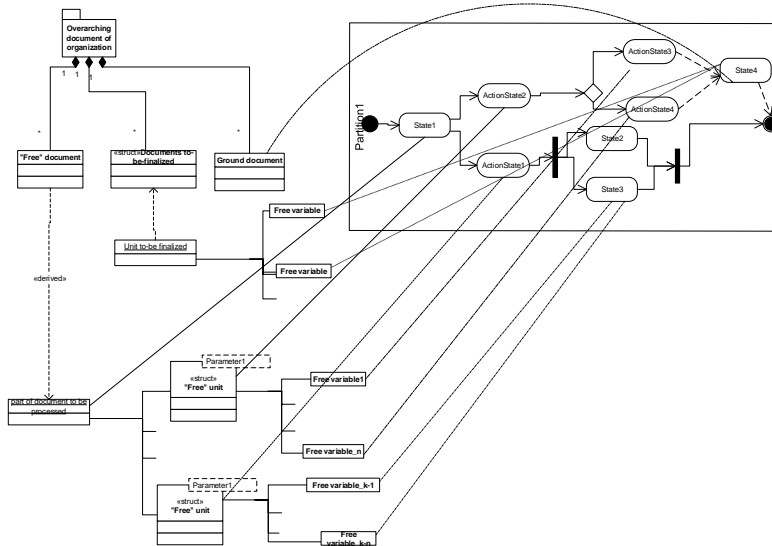 Overarching
document of
organization
1
1
1
*
*
*
"Free" document
«struct»Documents to-
be-finalized
Ground document
Partition1
State1
ActionState2
ActionState1
ActionState3
ActionState4
State2
State3
State4
Free variable
Unit to-be finalized
Free variable
«derived»
Parameter1
«struct»
"Free" unit
Free variable1
part of document to be
processed
Free variable_n
Parameter1
«struct»
"Free" unit
Free variable_k-1
Free
variable_k-n